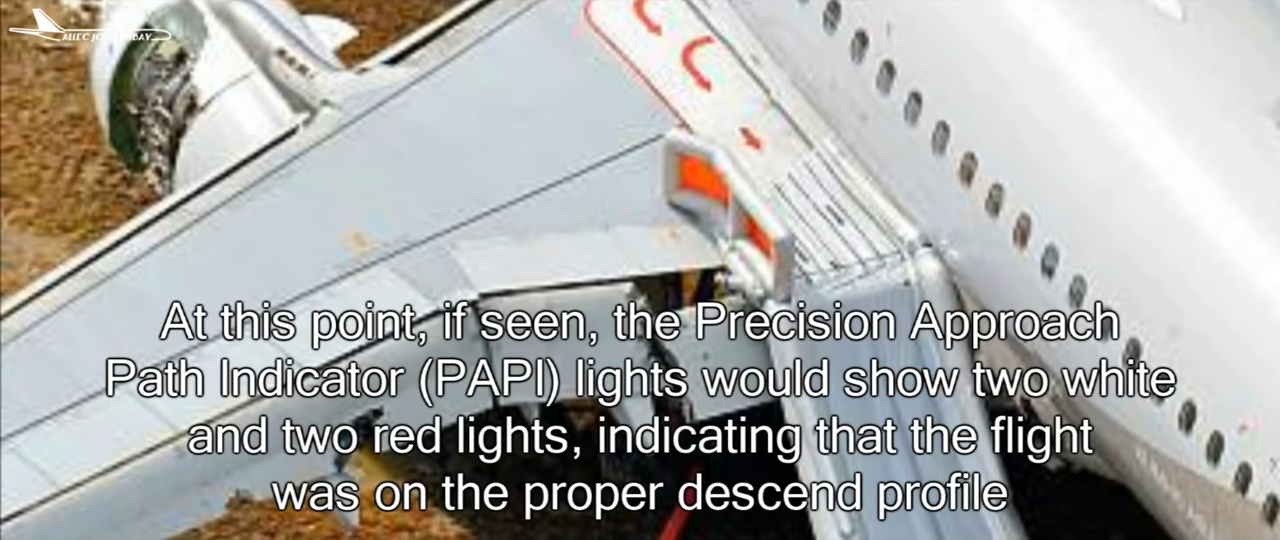 At this point, if seen, the Precision Approach
Path Indicator (PAPI) lights would show two white
and two red lights, indicating that the flight
was on the proper descend profile